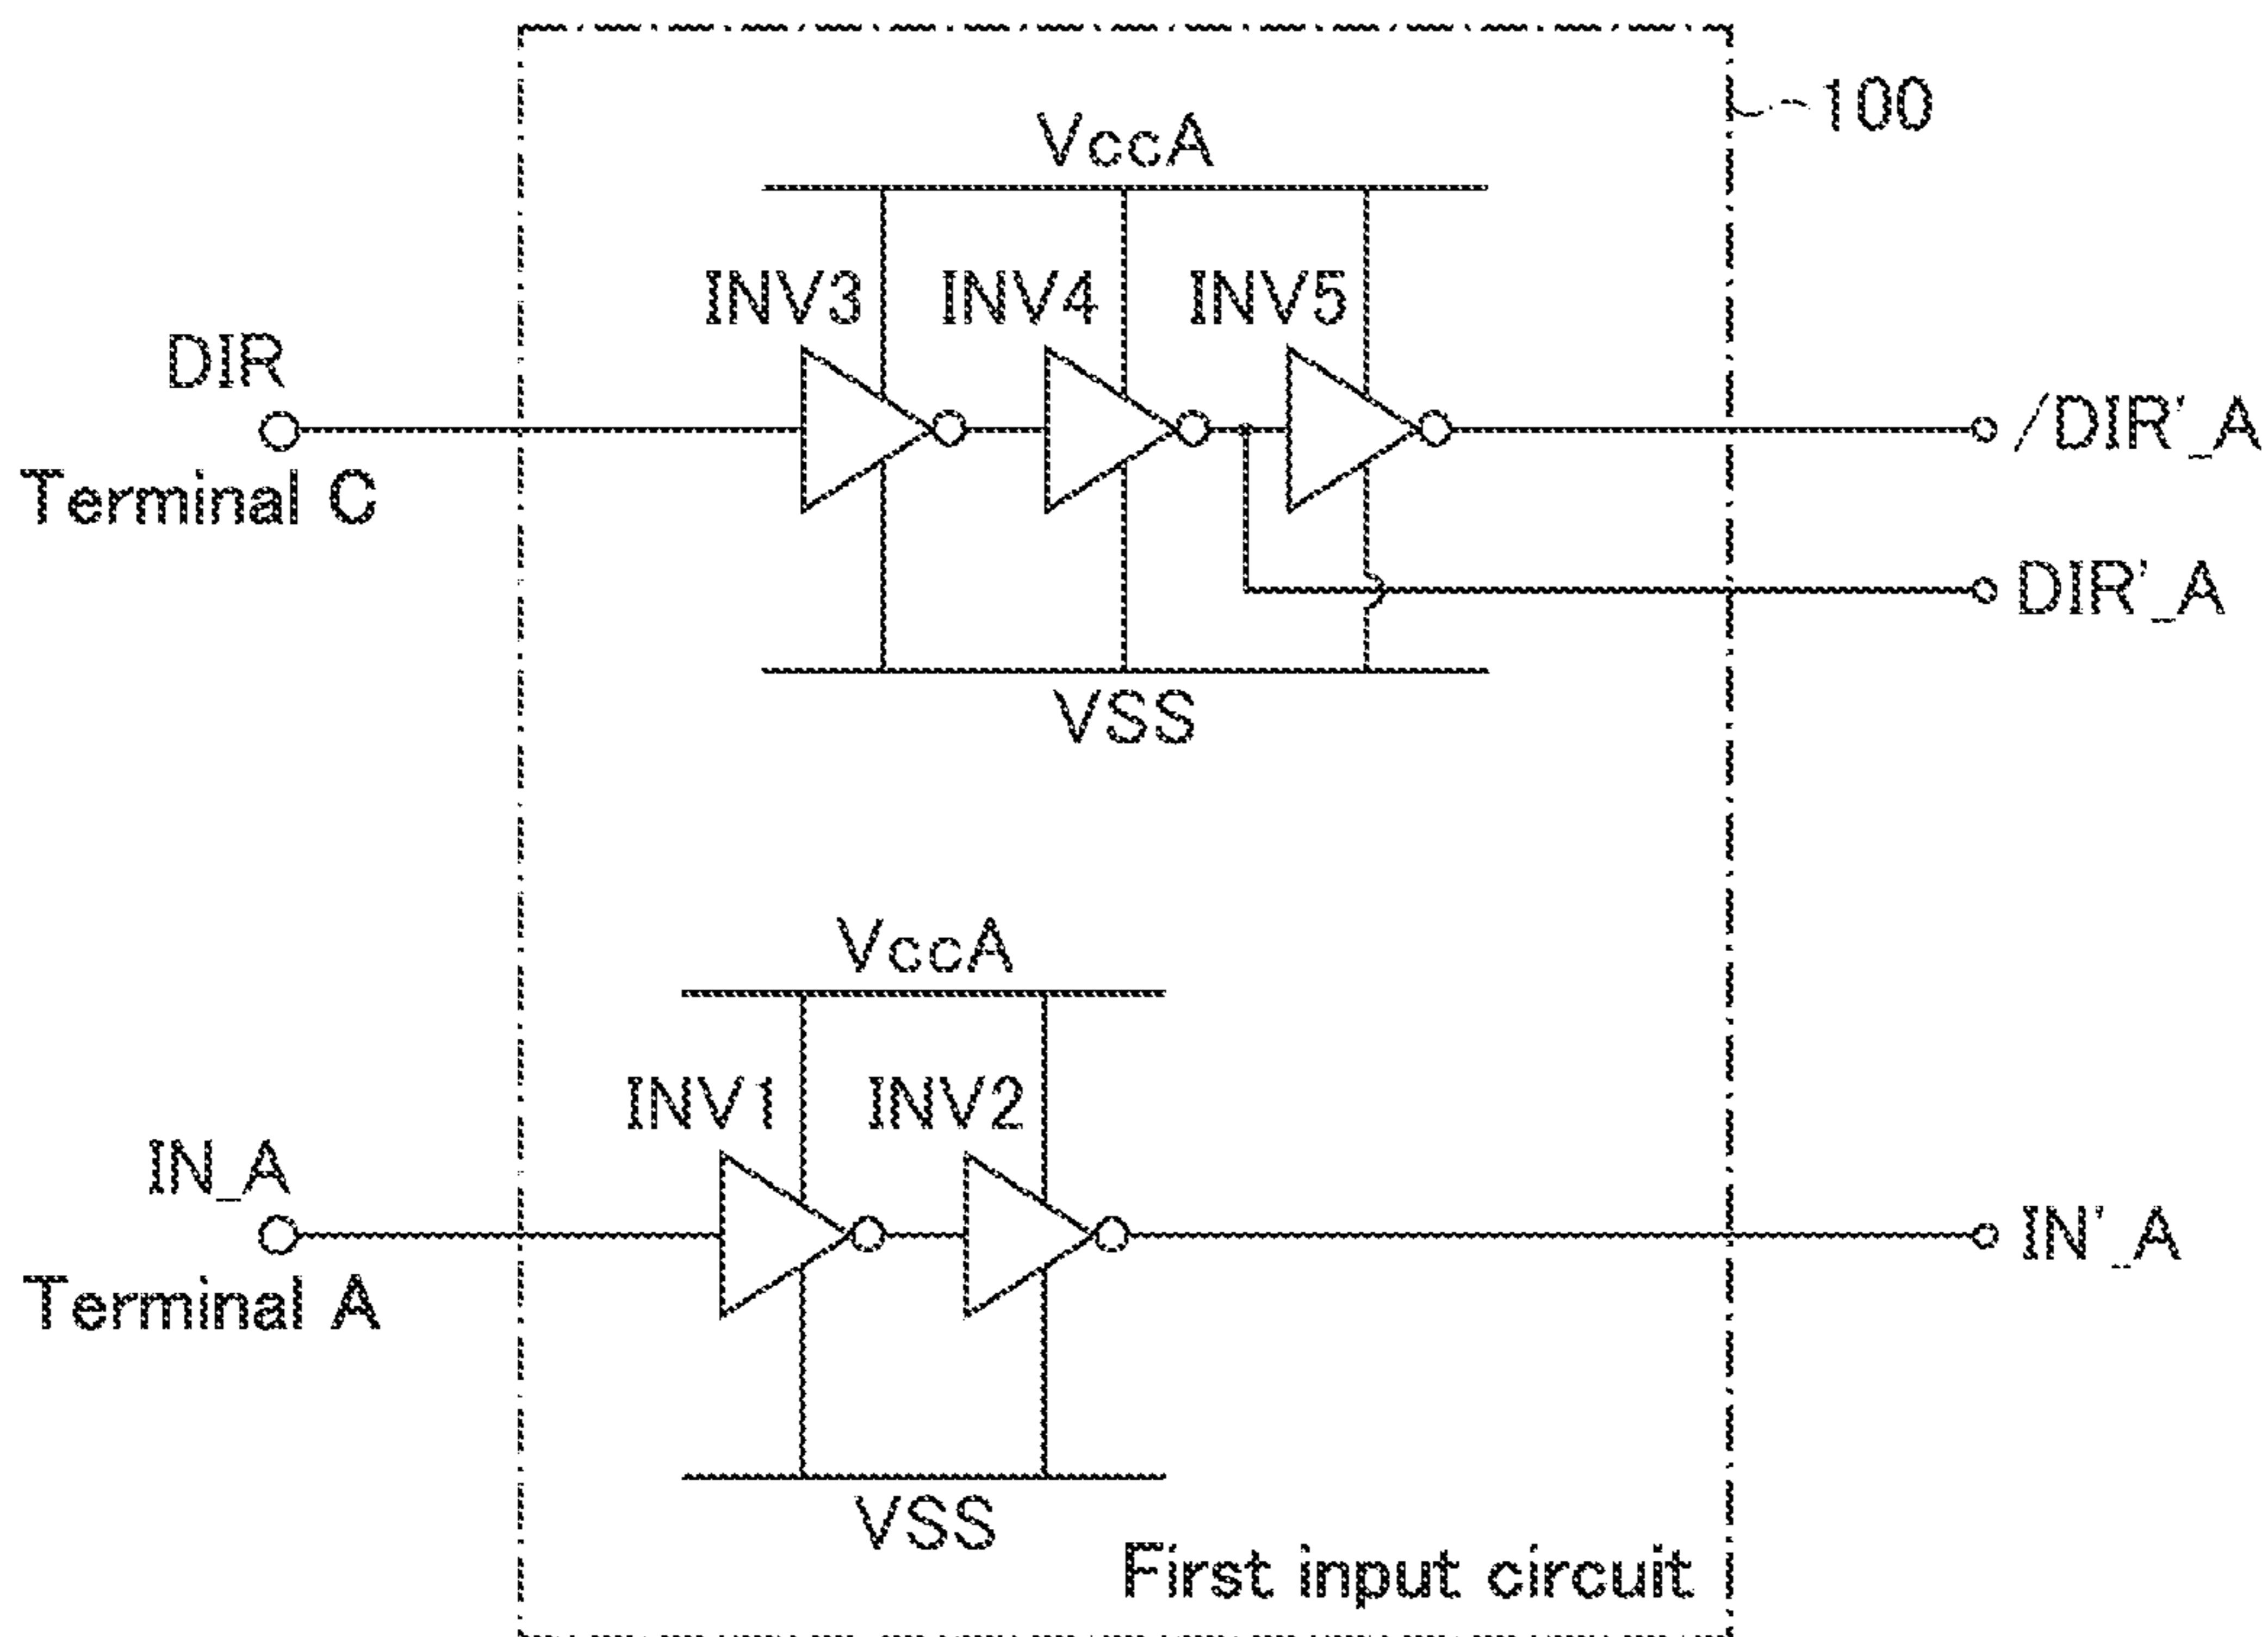 100
VccA
INV3 INV4 INV5
DIR
Terminal C
/DIR'_A
DIR'_A
VSS
VccA
INV1 INV2
IN_A
Terminal A
IN'_A
VSS
First input circuit